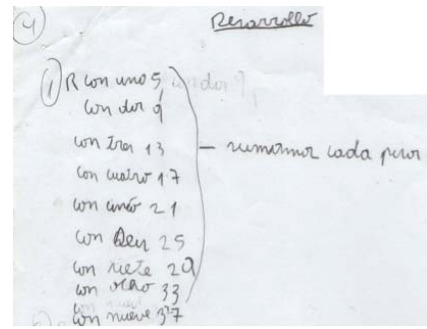 4
Desarrollo
① R con uno 5,
con dos 9
con tres 13
con cuatro 17
con cinco 21
con seis 25
con siete 29
con ocho 33
con nueve 37
— sumamos cada